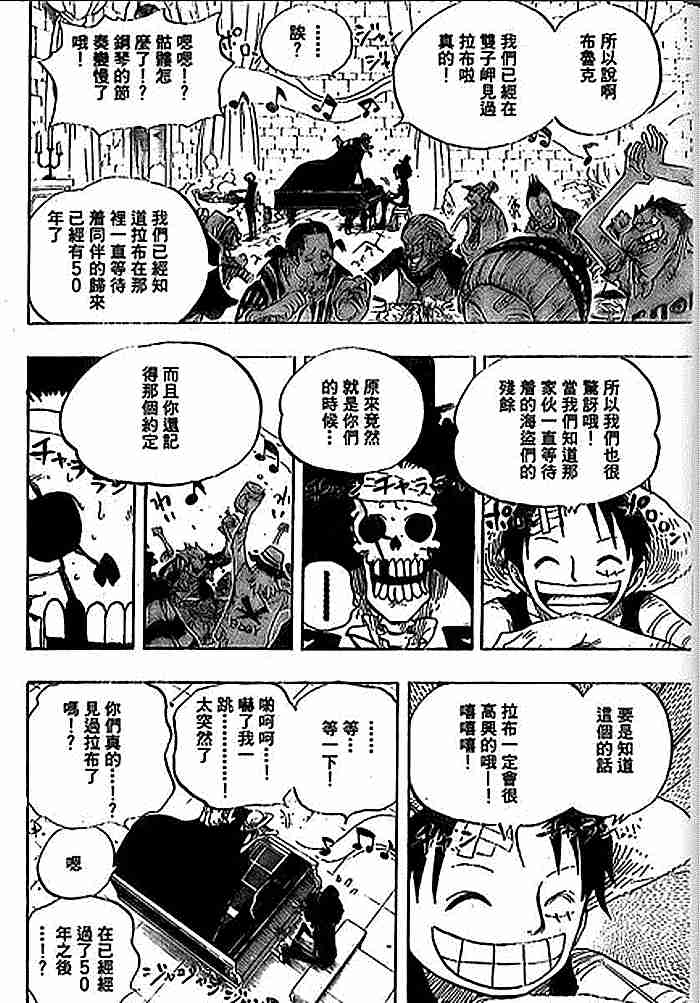 所以說啊
布魯克
我們已經在
雙子岬見過
拉布啦
真的！
⋯⋯
誒？
嗯嗯！？
骷髏怎
麼了！？
鋼琴的節
奏變慢了
哦！
我們已經知
道拉布在那
裡一直等待
着同伴的歸來
已經有50
年了
所以我們也很
驚訝哦！
當我們知道那
家伙一直等待
着的海盜們的
殘餘
原來竟然
就是你們
的時候⋯
而且你還記
得那個約定
要是知道
這個的話
拉布一定會很
高興的哦ー！
嘻嘻嘻！
⋯⋯
等⋯
等一下！
喲呵呵⋯！
嚇了我一
跳⋯⋯⋯！
太突然了
你們真的⋯⋯！？
見過拉布了
嗎！？
嗯
在已經經
過了50
年之後
⋯⋯！？